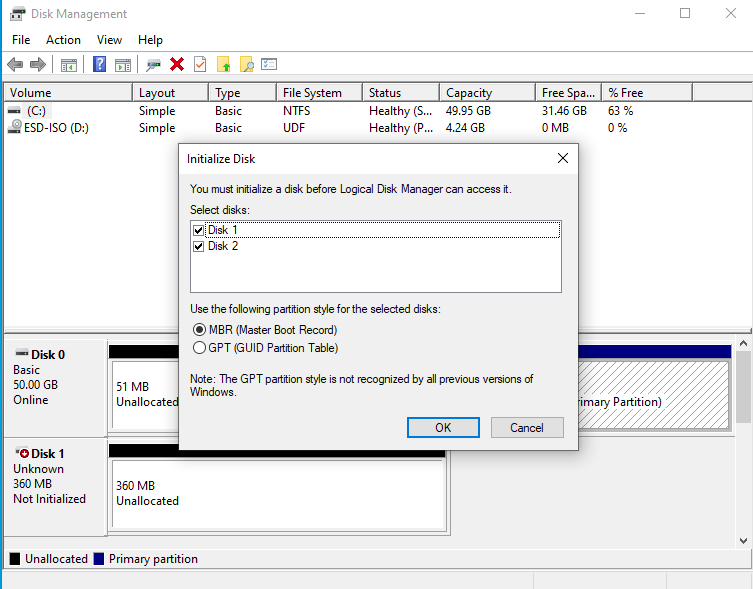 Disk Management
File Action View Help
Volume Layout Type File System Status Capacity Free Spa... % Free
(C:) Simple Basic NTFS Healthy (S... 49.95 GB 31.46 GB 63 %
ESD-ISO (D:) Simple Basic UDF Healthy (P... 4.24 GB 0 MB 0 %
Initialize Disk
You must initialize a disk before Logical Disk Manager can access it.
Select disks:
Disk 1
Disk 2
Use the following partition style for the selected disks:
MBR (Master Boot Record)
GPT (GUID Partition Table)
Note: The GPT partition style is not recognized by all previous versions of
Windows.
OK Cancel
Disk 0
Basic
50.00 GB
Online
51 MB
Unallocated
rimary Partition)
Disk 1
Unknown
360 MB
Not Initialized
360 MB
Unallocated
Unallocated Primary partition